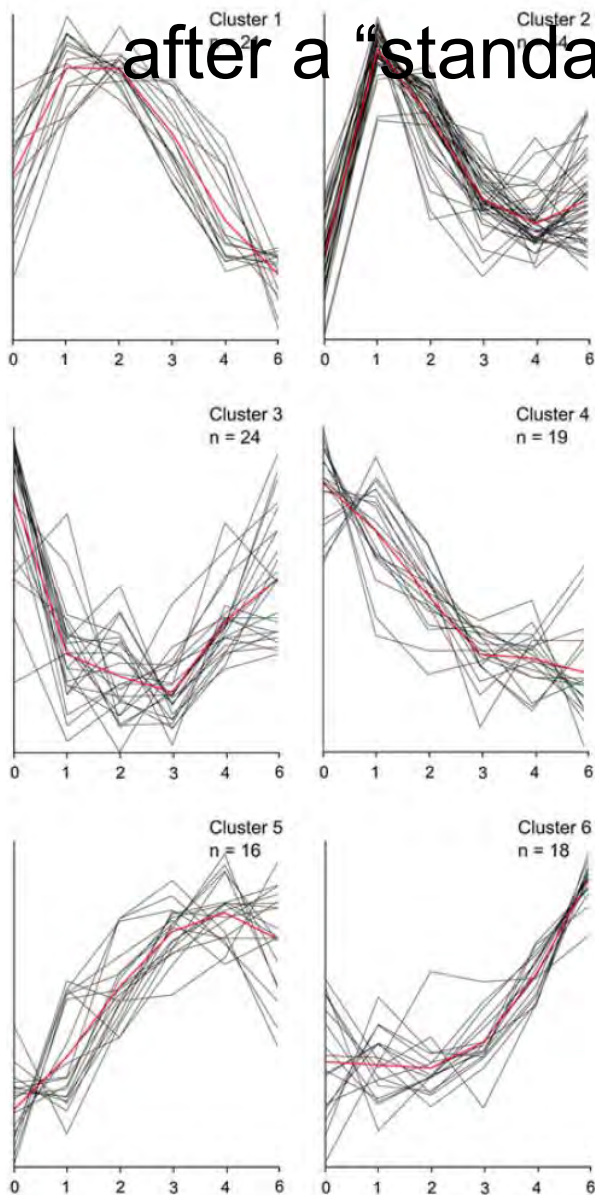 Cluster 1
Cluster 2
after a “standa
0 1 2 3 4 6
0 1 2 3 4 6
Cluster 3
n = 24
Cluster 4
n = 19
0 1 2 3 4 6
0 1 2 3 4 6
Cluster 5
n = 16
Cluster 6
n = 18
0 1 2 3 4 6
0 1 2 3 4 6